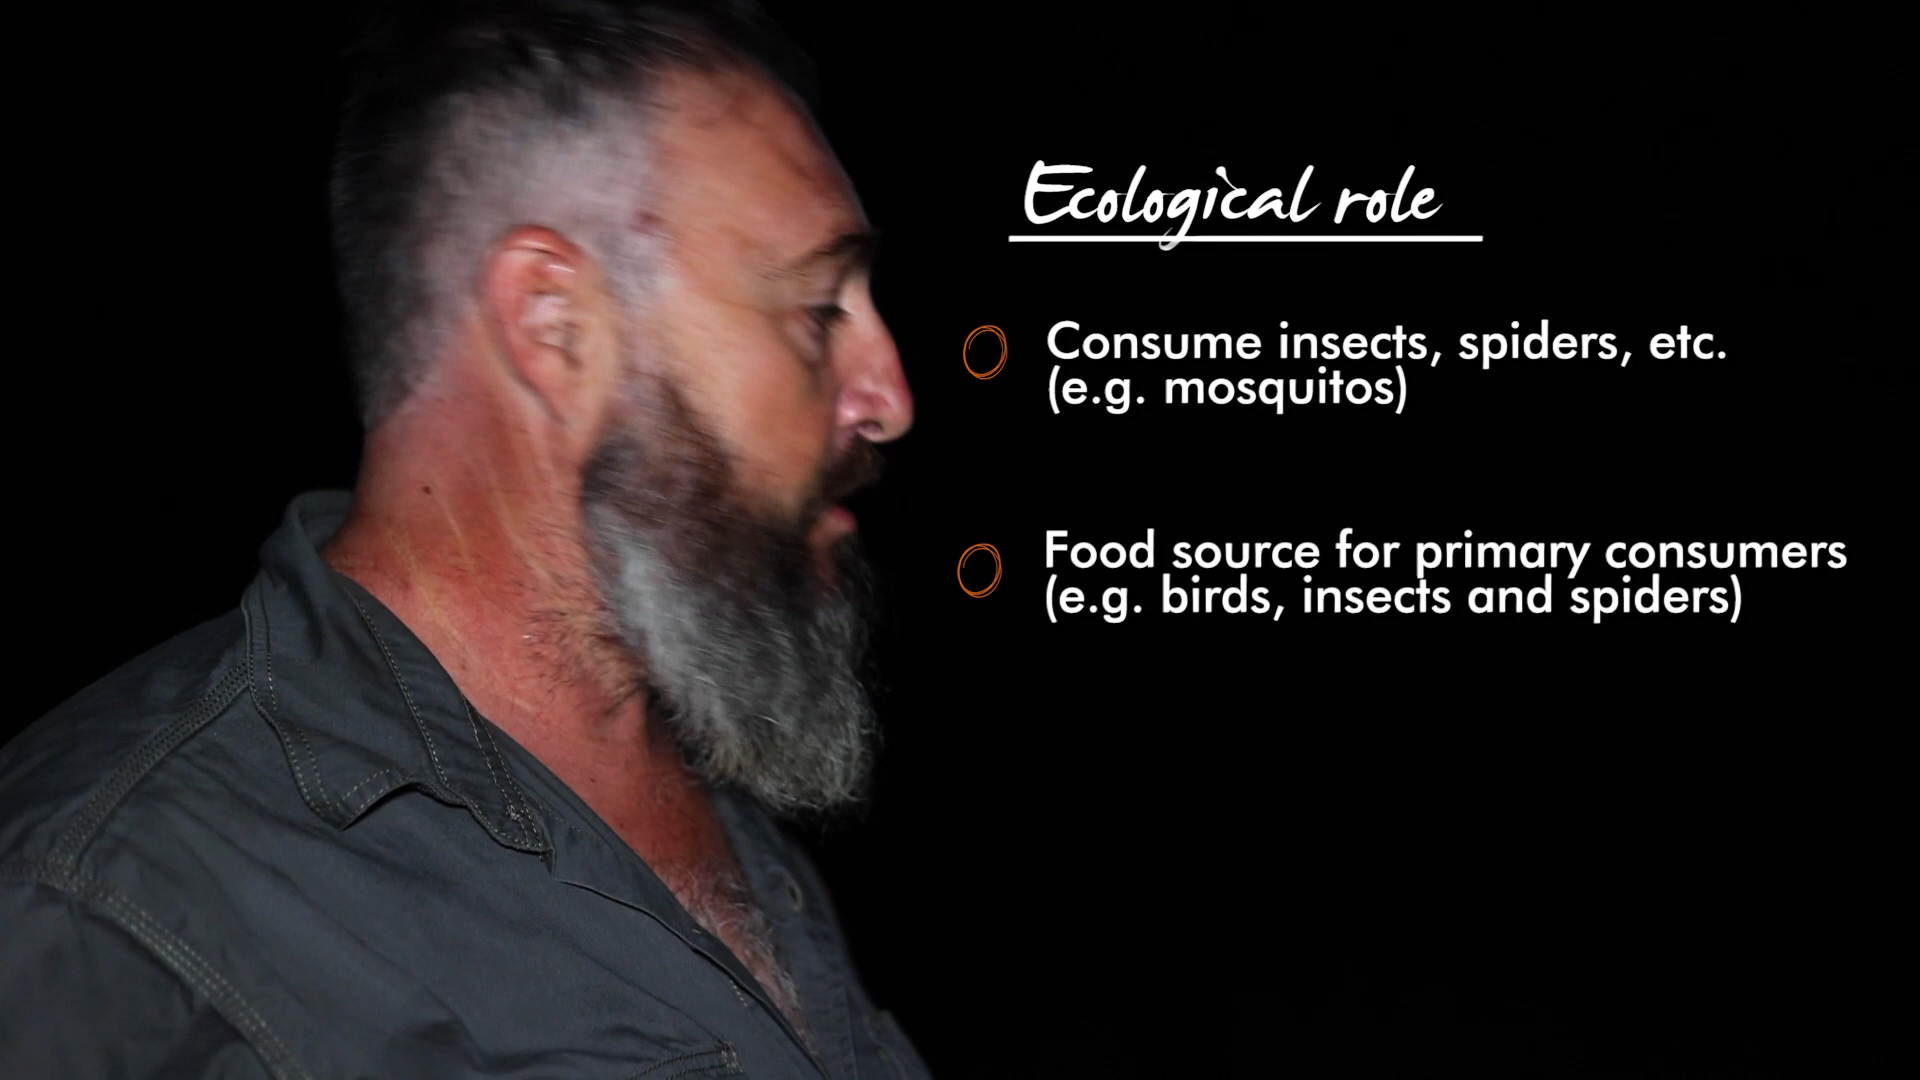 Ecological role
Consume insects, spiders, etc.
(e.g. mosquitos)
Food source for primary consumers
(e.g. birds, insects and spiders)